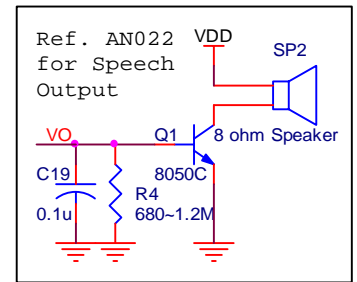 Ref. AN022
for Speech
Output
VDD
SP2
VO
Q1
8 ohm Speaker
C19
8050C
R4
0.1u
680~1.2M